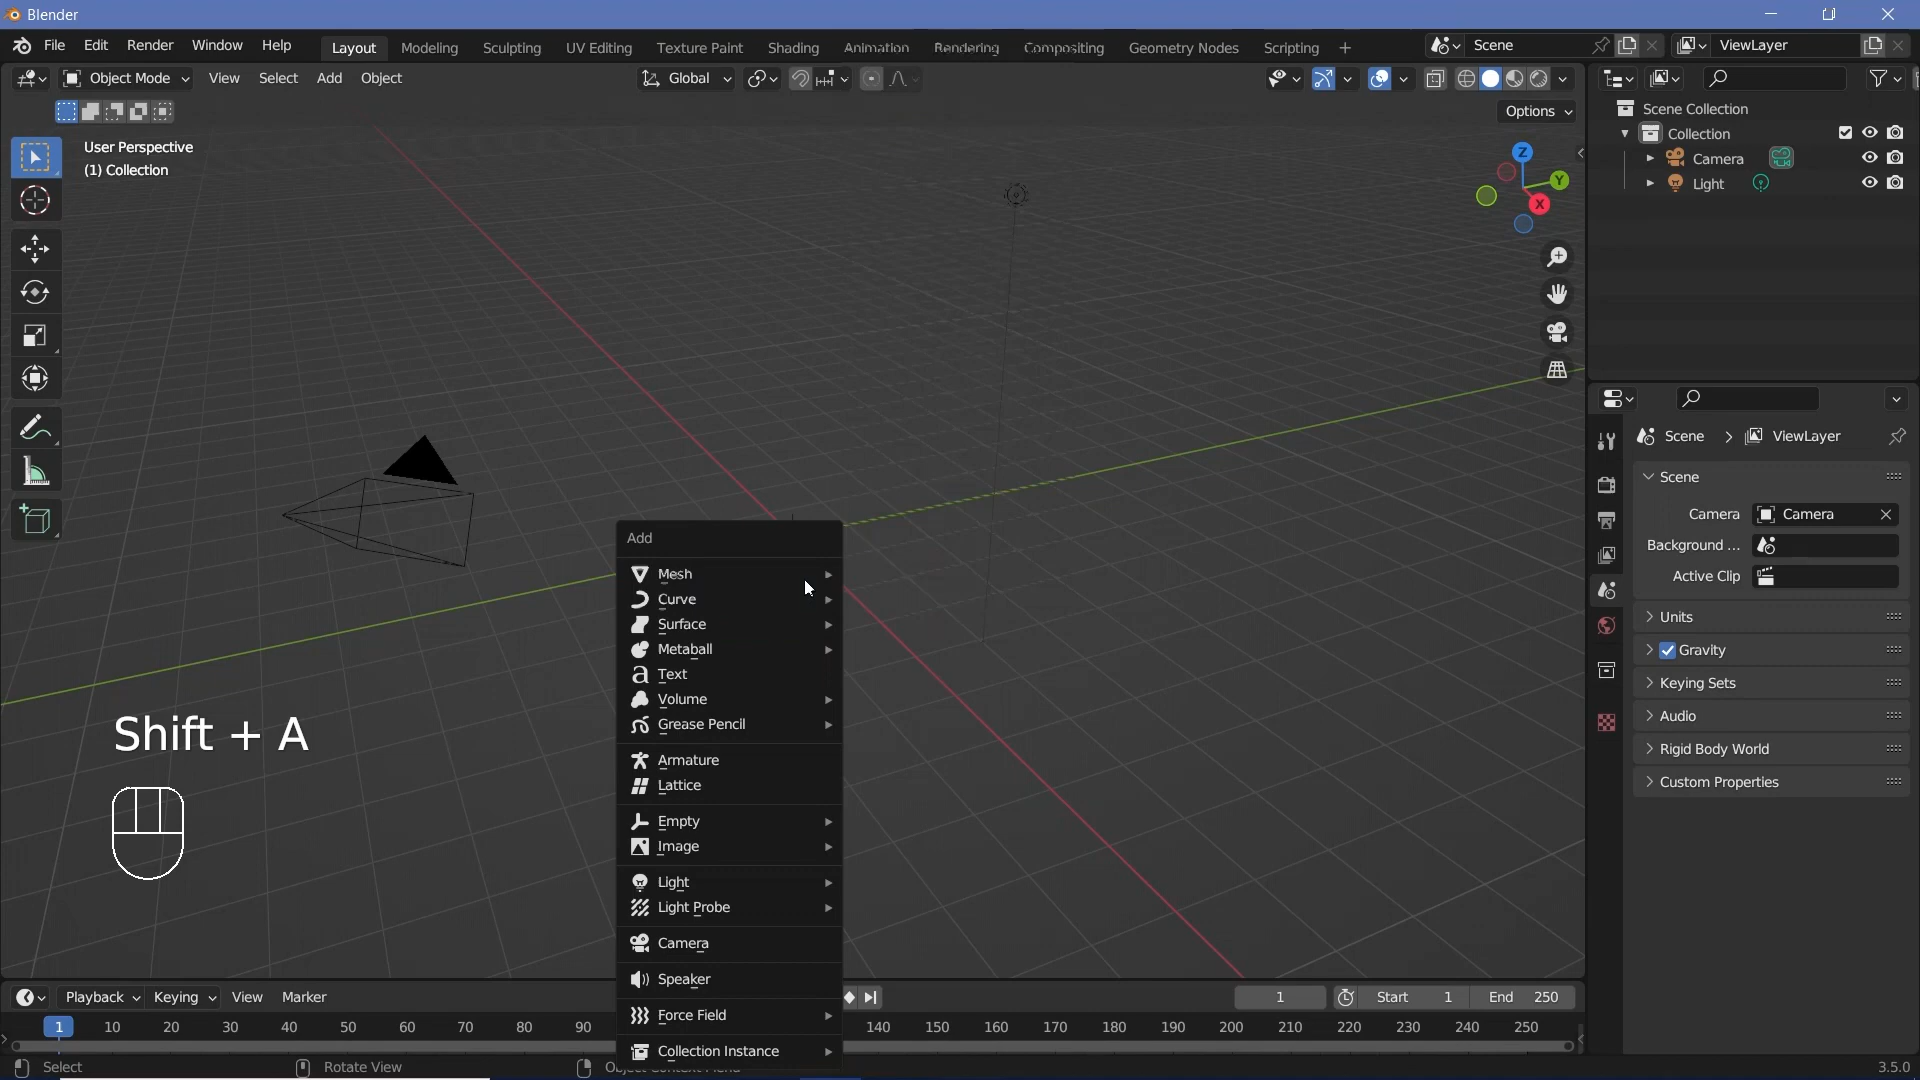 Blender
File Edit Render Window Help Layout Modeling Sculpting UV Editing Texture Paint Shading Animation Rendering Compositing Geometry Nodes Scripting + Scene ViewLayer
Object Mode View Select Add Object Global
Options
User Perspective
(1) Collection
Z
Y
X
Scene Collection
Collection
Camera
Light
Scene > ViewLayer
Scene
Camera Camera
Background ...
Active Clip
Units
Gravity
Keying Sets
Audio
Rigid Body World
Custom Properties
Add
Mesh
Curve
Surface
Metaball
Text
Volume
Grease Pencil
Armature
Lattice
Empty
Image
Light
Light Probe
Camera
Speaker
Force Field
Collection Instance
Shift + A
Playback Keying View Marker 1 Start 1 End 250
1 10 20 30 40 50 60 70 80 90 140 150 160 170 180 190 200 210 220 230 240 250
Select Rotate View 3.5.0